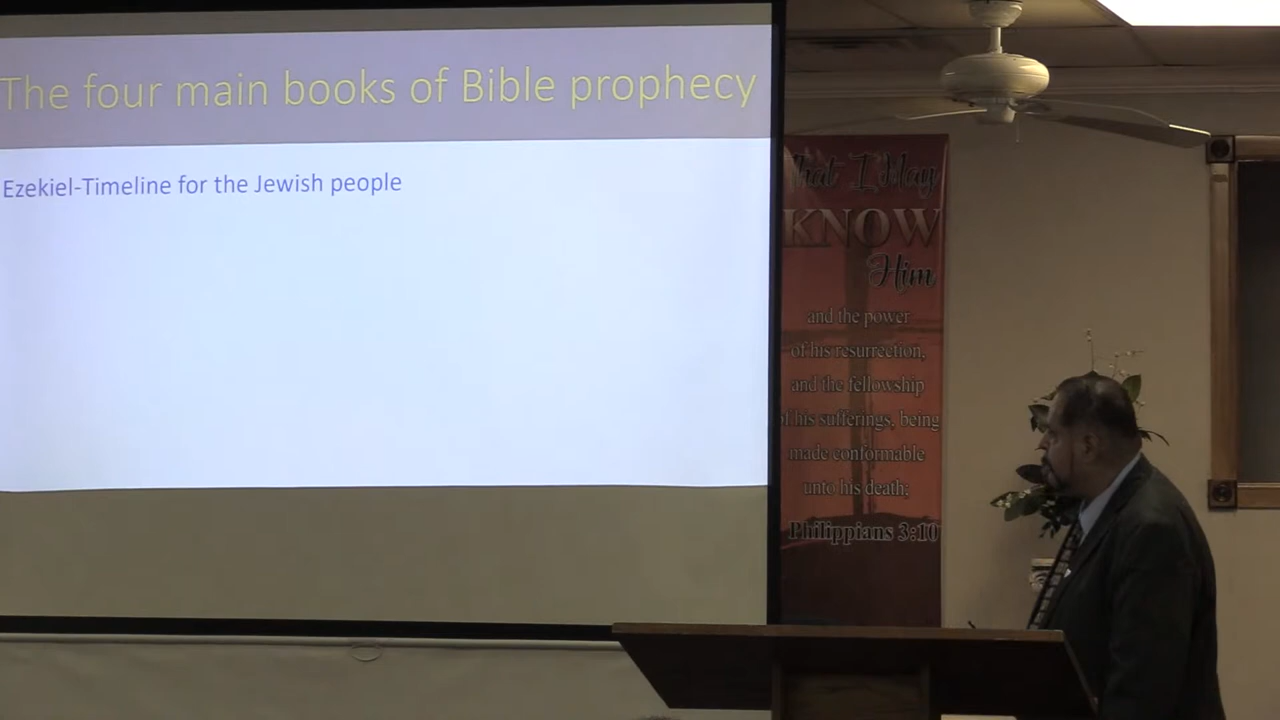 The four main books of Bible prophecy
Ezekiel-Timeline for the Jewish people
That I May
KNOW
Him
and the power
of his resurrection,
and the fellowship
of his sufferings, being
made conformable
unto his death;
Philippians 3:10